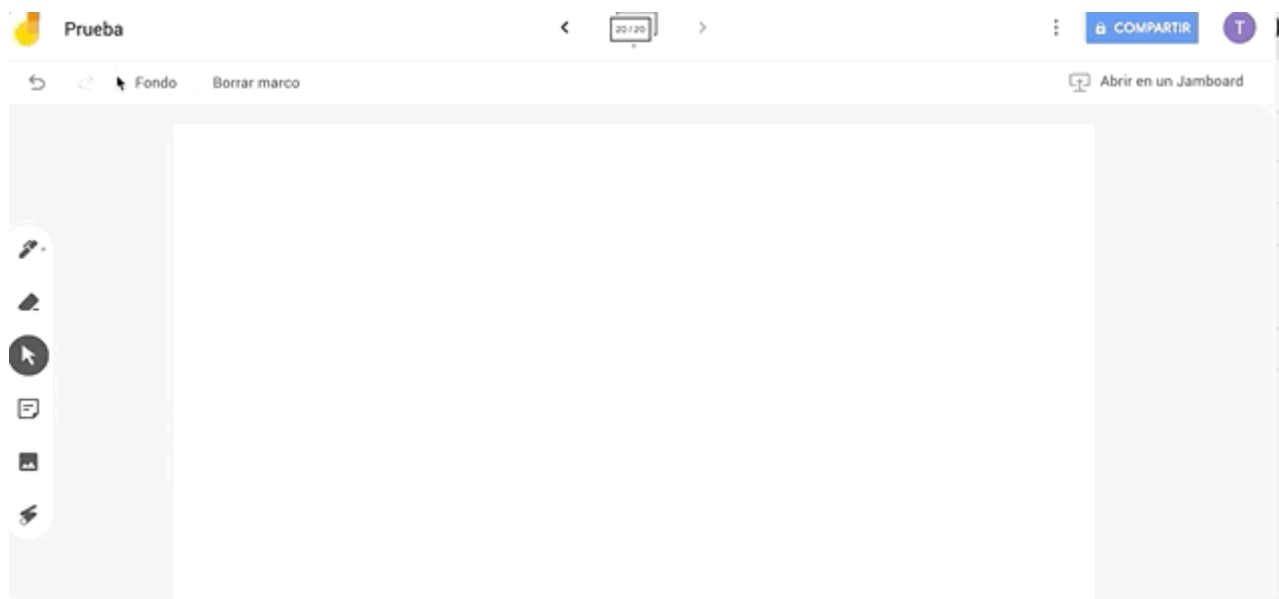 Prueba
20/20
COMPARTIR
T
Fondo
Borrar marco
Abrir en un Jamboard